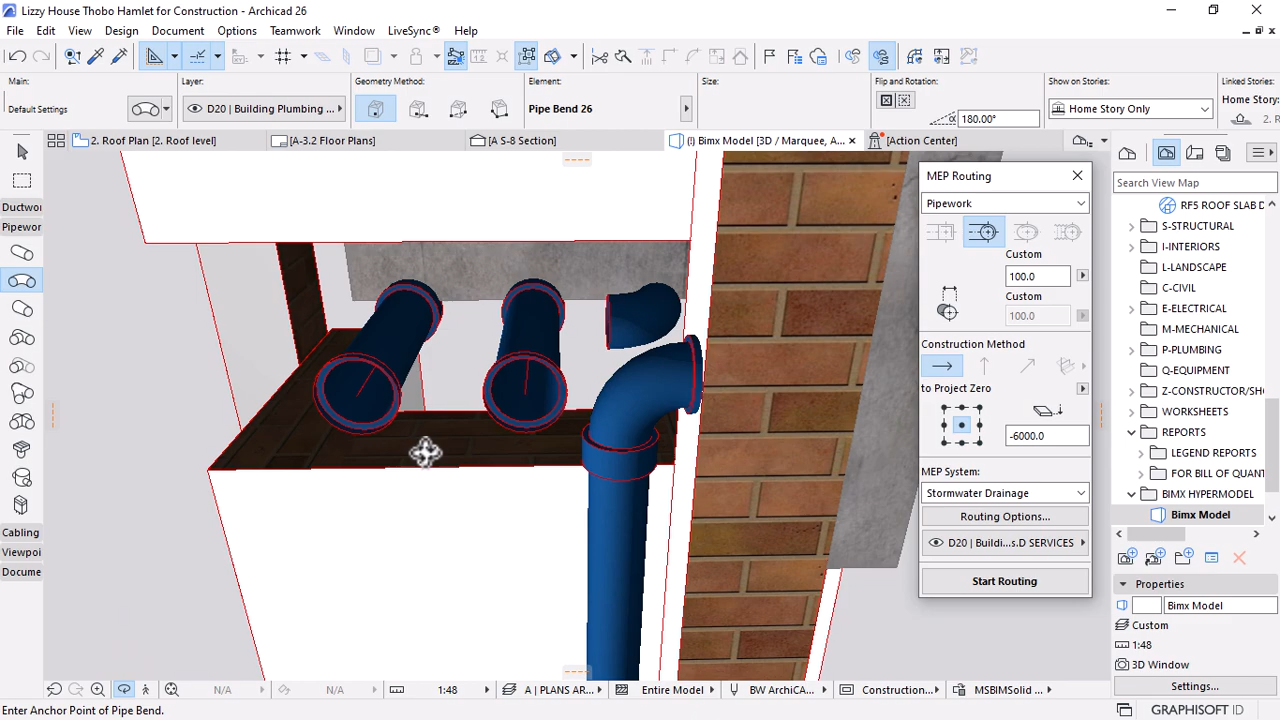 Lizzy House Thobo Hamlet for Construction - Archicad 26
File Edit View Design Document Options Teamwork Window LiveSync® Help
Main: Layer: Geometry Method: Element: Size: Flip and Rotation: Show on Stories: Linked Stories:
Default Settings D20 | Building Plumbing ... Pipe Bend 26 180.00° Home Story Only Home Story.
2. R
2. Roof Plan [2. Roof level] [A-3.2 Floor Plans] [A S-8 Section] (!) Bimx Model [3D / Marquee, A... [Action Center]
Ductwo
Pipewor
Cabling
Viewpoi
Docume
MEP Routing
Pipework
Custom
100.0
Custom
100.0
Construction Method
to Project Zero
-6000.0
MEP System:
Stormwater Drainage
Routing Options...
D20 | Buildi...s.D SERVICES
Start Routing
Search View Map
RF5 ROOF SLAB D
S-STRUCTURAL
I-INTERIORS
L-LANDSCAPE
C-CIVIL
E-ELECTRICAL
M-MECHANICAL
P-PLUMBING
Q-EQUIPMENT
Z-CONSTRUCTOR/SH
WORKSHEETS
REPORTS
LEGEND REPORTS
FOR BILL OF QUAN
BIMX HYPERMODEL
Bimx Model
Properties
Bimx Model
Custom
1:48
3D Window
Settings...
N/A N/A 1:48 A | PLANS AR... Entire Model BW ArchiCA... Construction... MSBIMSolid ...
Enter Anchor Point of Pipe Bend.
GRAPHISOFT ID